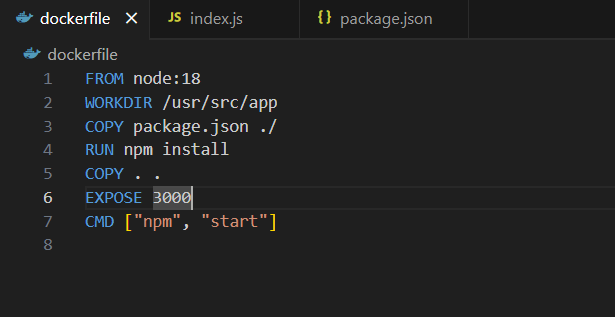 dockerfile × JS index.js {} package.json
dockerfile
1 FROM node:18
2 WORKDIR /usr/src/app
3 COPY package.json ./
4 RUN npm install
5 COPY . .
6 EXPOSE 3000
7 CMD ["npm", "start"]
8